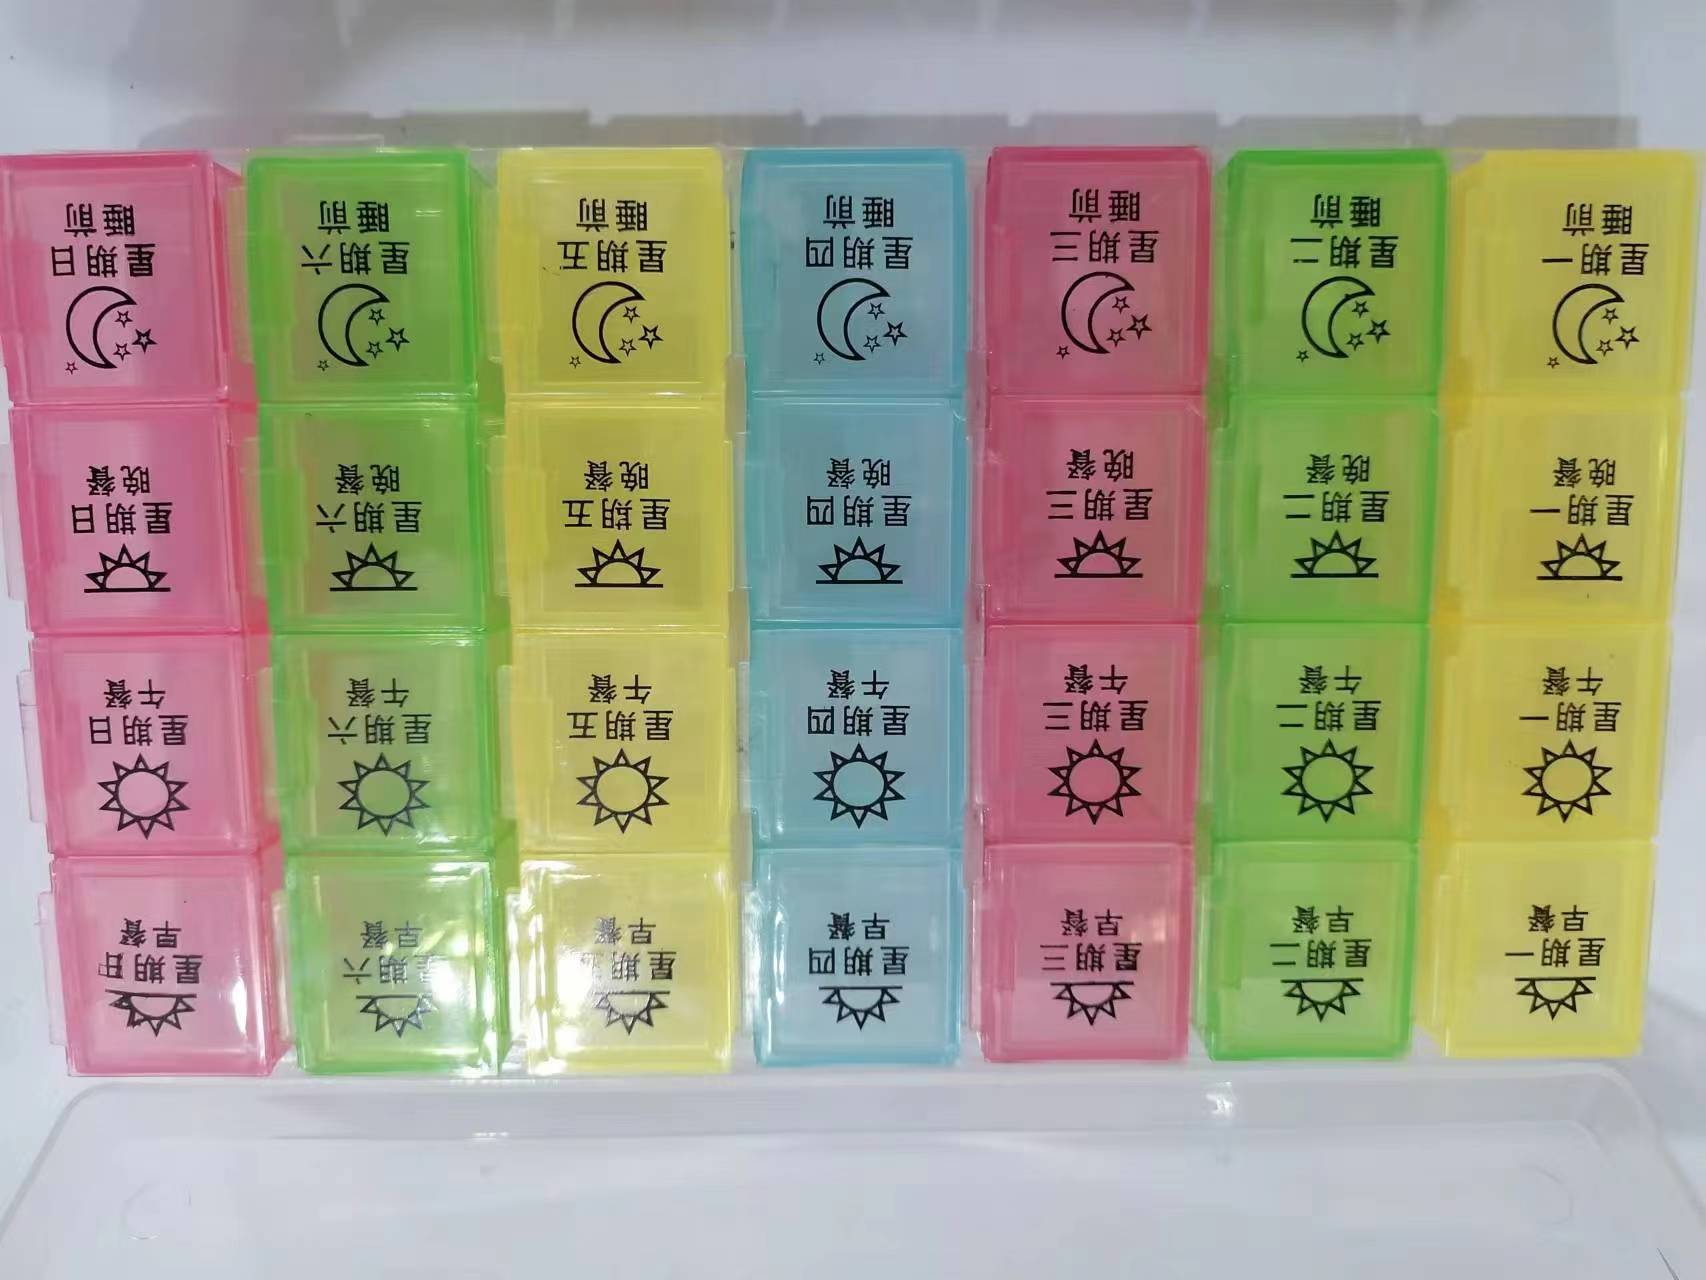 星期一
早餐
星期二
早餐
星期三
早餐
星期四
早餐
星期五
早餐
星期六
早餐
星期日
早餐
星期一
午餐
星期二
午餐
星期三
午餐
星期四
午餐
星期五
午餐
星期六
午餐
星期日
午餐
星期一
晚餐
星期二
晚餐
星期三
晚餐
星期四
晚餐
星期五
晚餐
星期六
晚餐
星期日
晚餐
星期一
睡前
星期二
睡前
星期三
睡前
星期四
睡前
星期五
睡前
星期六
睡前
星期日
睡前